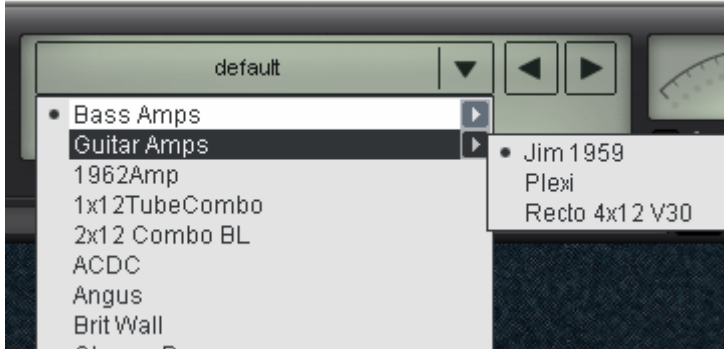 default
Bass Amps
Guitar Amps
1962Amp
1x12TubeCombo
2x12 Combo BL
ACDC
Angus
Brit Wall
Jim 1959
Plexi
Recto 4x12 V30